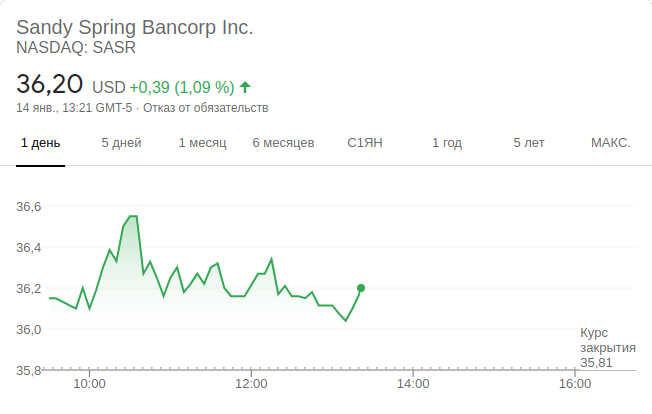 Sandy Spring Bancorp Inc.
NASDAQ: SASR
36,20 USD +0,39 (1,09 %)
14 янв., 13:21 GMT-5 · Отказ от обязательств
1 день 5 дней 1 месяц 6 месяцев С1ЯН 1 год 5 лет МАКС.
36,6
36,4
36,2
36,0
Курс
закрытия
35,81
35,8
10:00 12:00 14:00 16:00